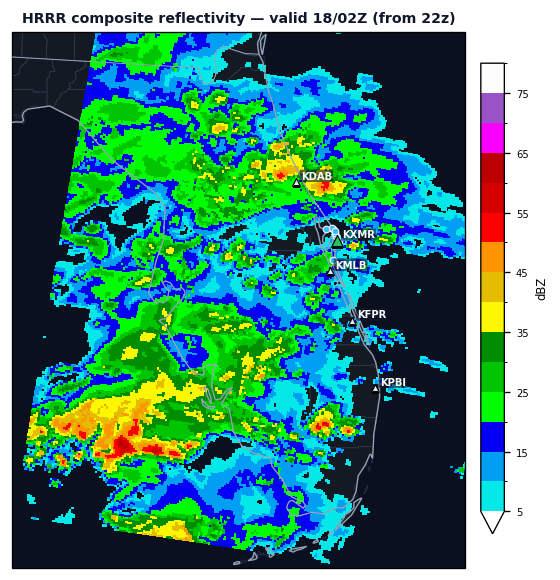 HRRR composite reflectivity — valid 18/02Z (from 22z)
KDAB
KXMR
KMLB
KFPR
KPBI
75
65
55
45
35
25
15
5
dBZ